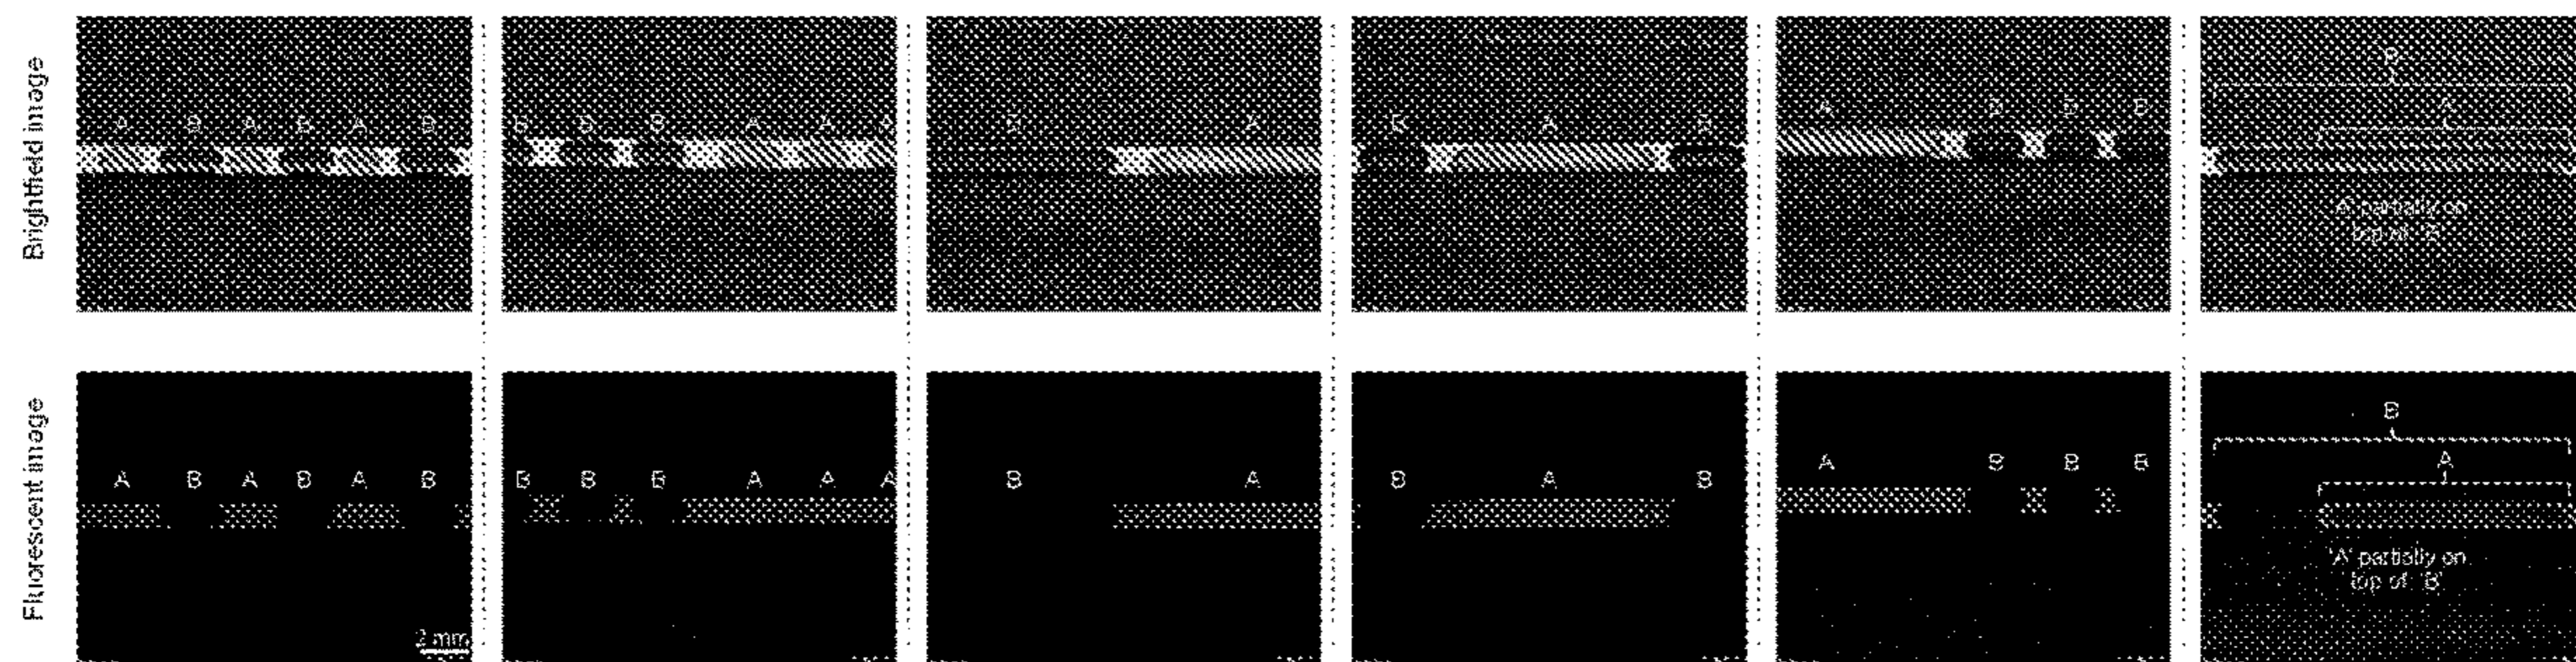 Brightfield image
A B A B A B
B B B A A A
B A
B A B
A B B B
B
A
'A' partially on
top of 'B'
Fluorescent image
A B A B A B
B B B A A A
B A
B A B
A B B B
B
A
'A' partially on
top of 'B'
2 mm